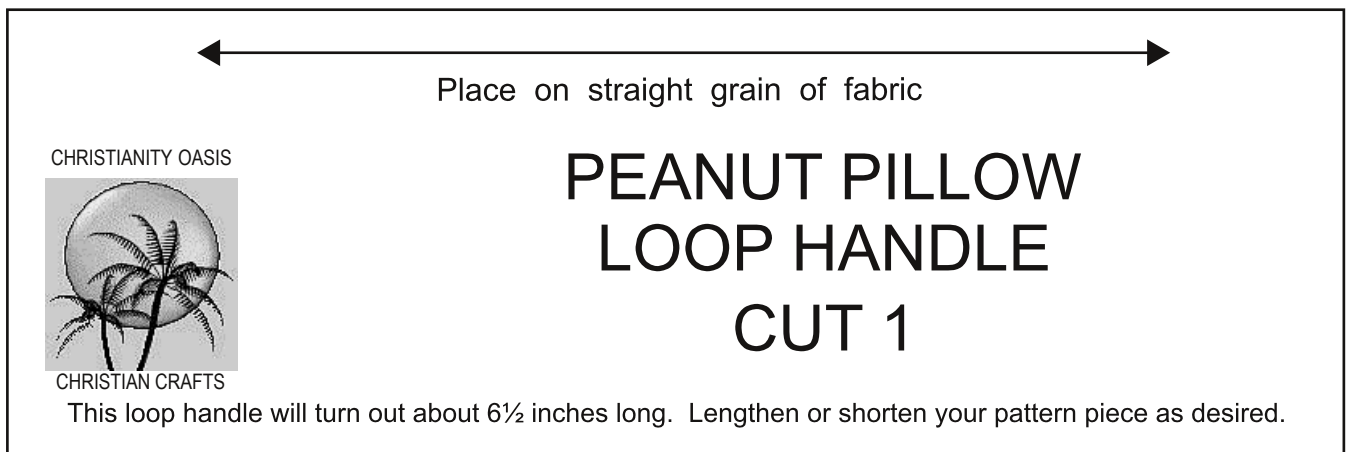 Place on straight grain of fabric
CHRISTIANITY OASIS
PEANUT PILLOW
LOOP HANDLE
CUT 1
CHRISTIAN CRAFTS
This loop handle will turn out about 6½ inches long. Lengthen or shorten your pattern piece as desired.